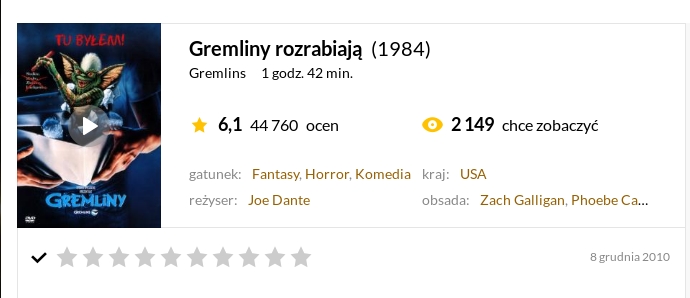 TU BYŁEM!
GREMLINY
DVD
Gremliny rozrabiają (1984)
Gremlins 1 godz. 42 min.
6,1 44 760 ocen 2 149 chce zobaczyć
gatunek: Fantasy, Horror, Komedia kraj: USA
reżyser: Joe Dante obsada: Zach Galligan, Phoebe Ca...
8 grudnia 2010